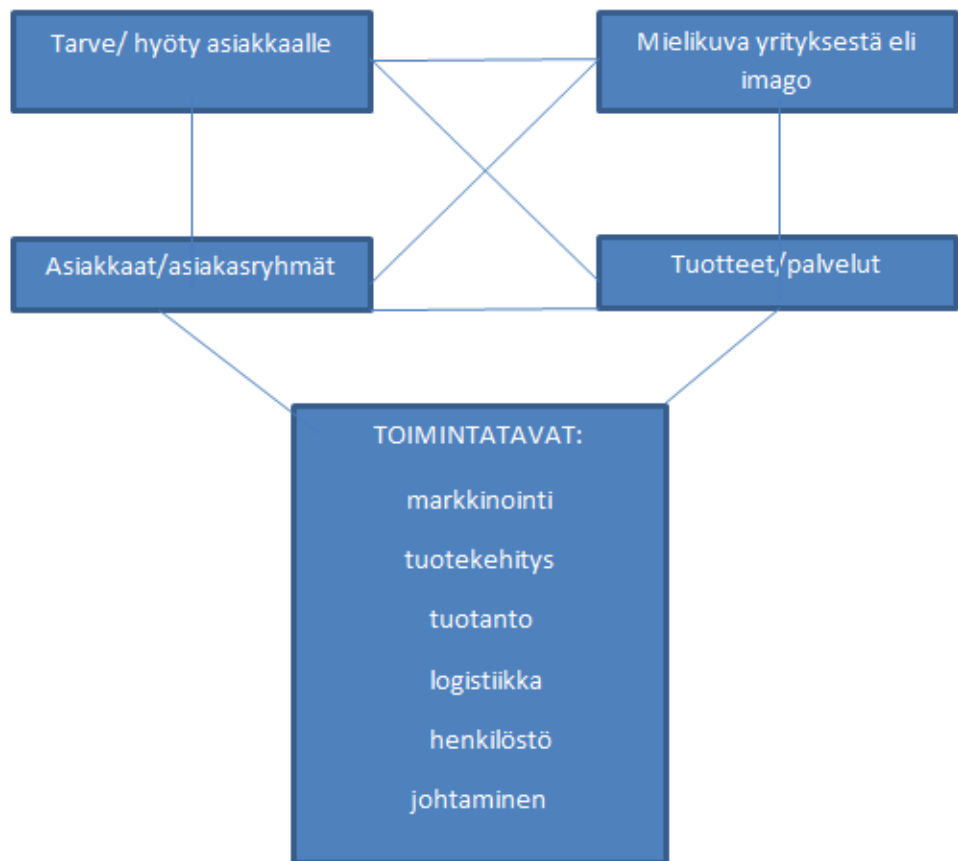 Tarve/ hyöty asiakkaalle
Mielikuva yrityksestä eli
imago
Asiakkaat/asiakasryhmät
Tuotteet/palvelut
TOIMINTATAVAT:
markkinointi
tuotekehitys
tuotanto
logistiikka
henkilöstö
johtaminen